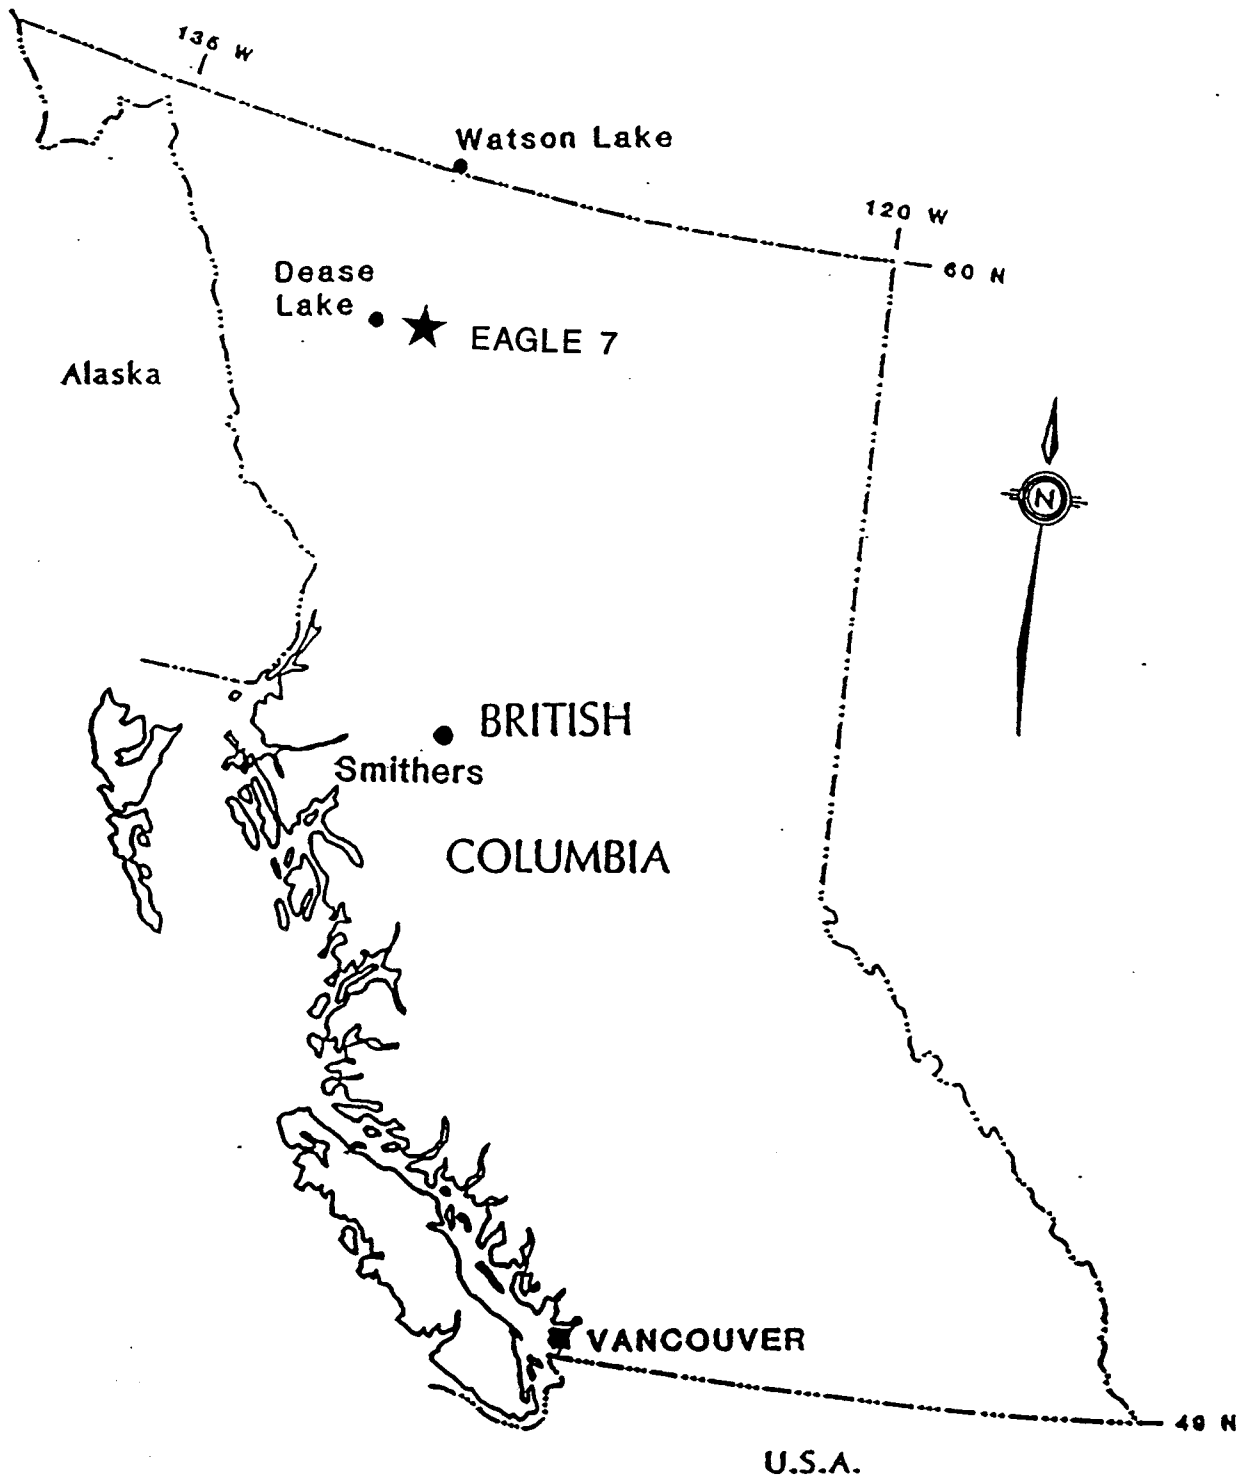 136 W
Watson Lake
120 W
60 N
Dease
Lake
EAGLE 7
Alaska
N
BRITISH
Smithers
COLUMBIA
VANCOUVER
49 N
U.S.A.